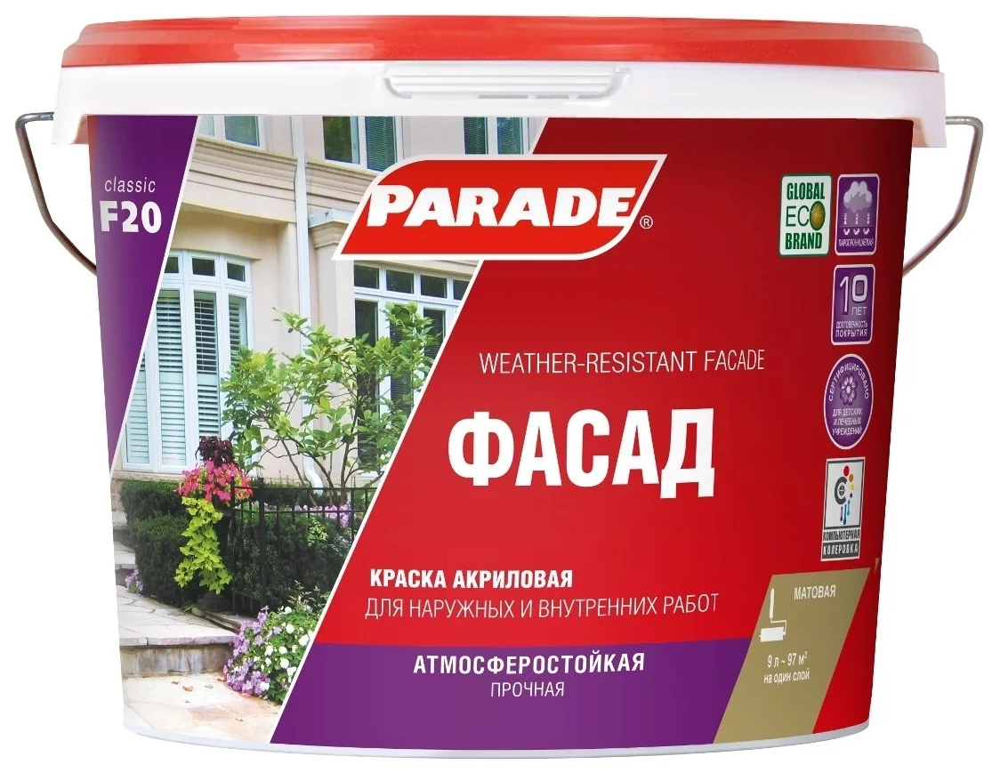 classic
F20
PARADE®
GLOBAL
ECO
BRAND
ПАРОПРОНИЦАЕМАЯ
10
ЛЕТ
ДОЛГОВЕЧНОСТЬ
ПОКРЫТИЯ
WEATHER-RESISTANT FACADE
СЕРТИФИЦИРОВАНО
ДЛЯ ДЕТСКИХ
И ЛЕЧЕБНЫХ
УЧРЕЖДЕНИЙ
ФАСАД
КОМПЬЮТЕРНАЯ
КОЛЕРОВКА
КРАСКА АКРИЛОВАЯ
ДЛЯ НАРУЖНЫХ И ВНУТРЕННИХ РАБОТ
МАТОВАЯ
9 л ~ 97 м²
на один слой
АТМОСФЕРОСТОЙКАЯ
ПРОЧНАЯ